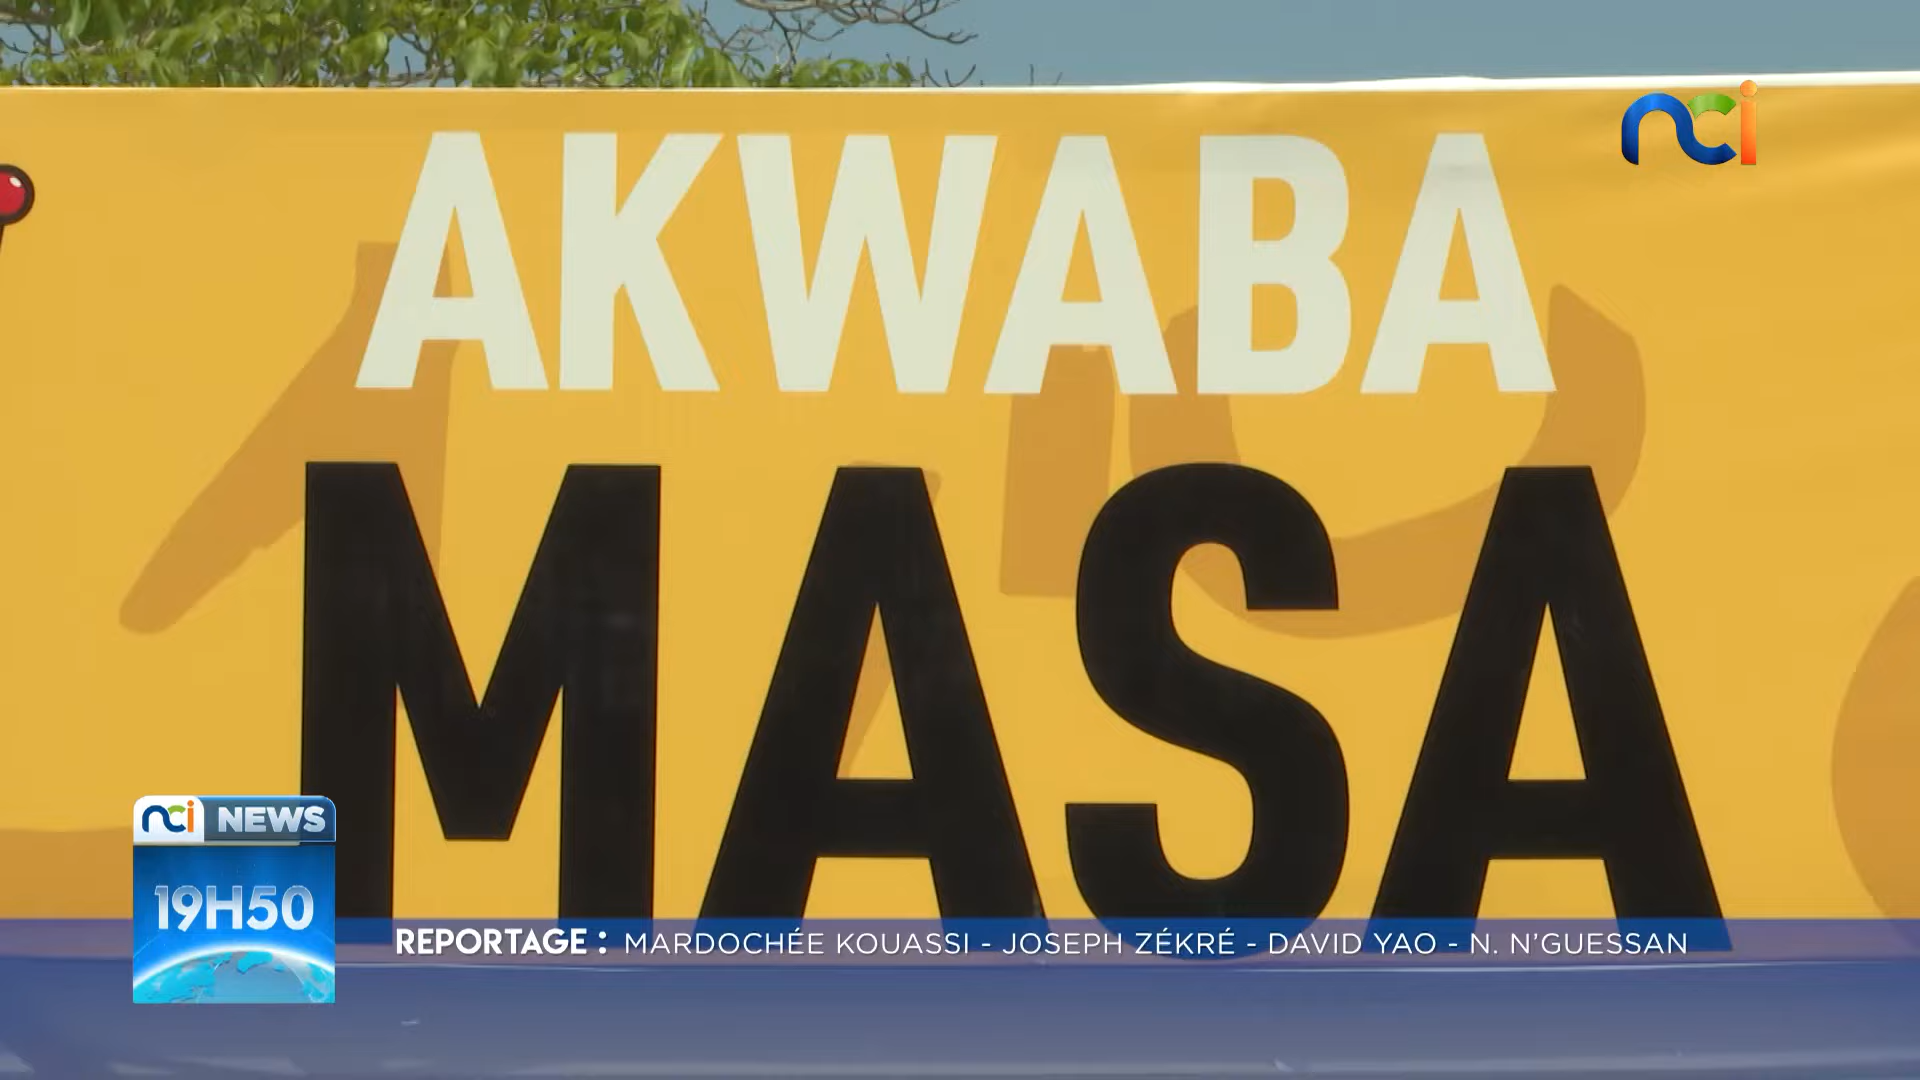 nci
AKWABA
MASA
nci NEWS
19H50
REPORTAGE : MARDOCHÉE KOUASSI - JOSEPH ZÉKRÉ - DAVID YAO - N. N'GUESSAN